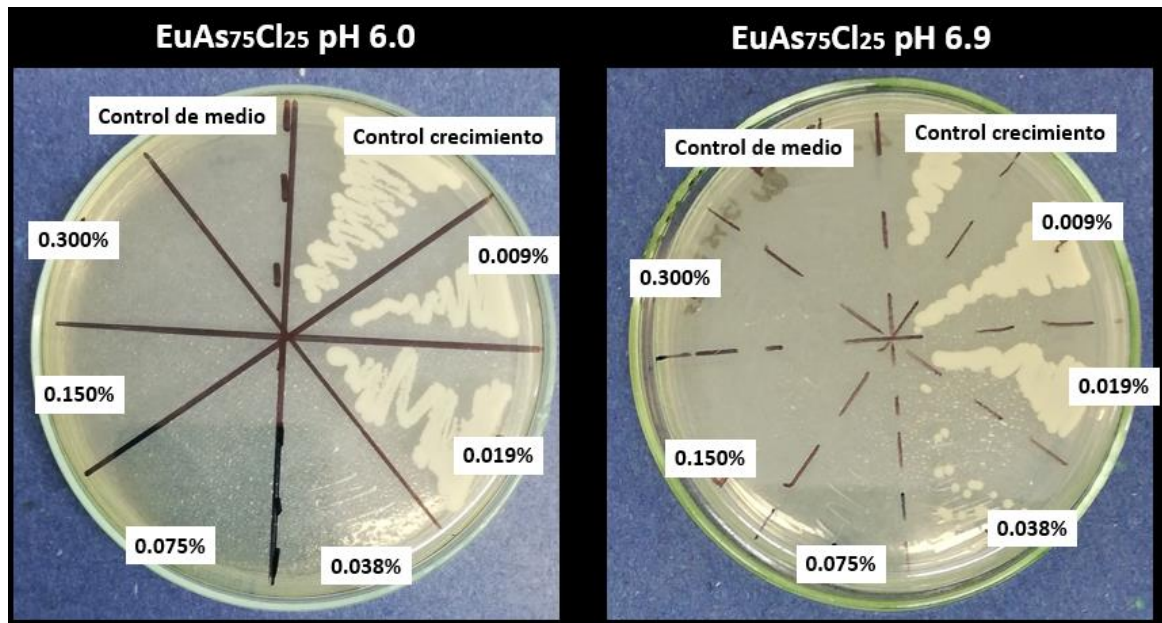 EuAs75Cl25 pH 6.0
Control de medio
Control crecimiento
0.300%
0.009%
0.150%
0.019%
0.075%
0.038%
EuAs75Cl25 pH 6.9
Control de medio
Control crecimiento
0.300%
0.009%
0.019%
0.150%
0.038%
0.075%